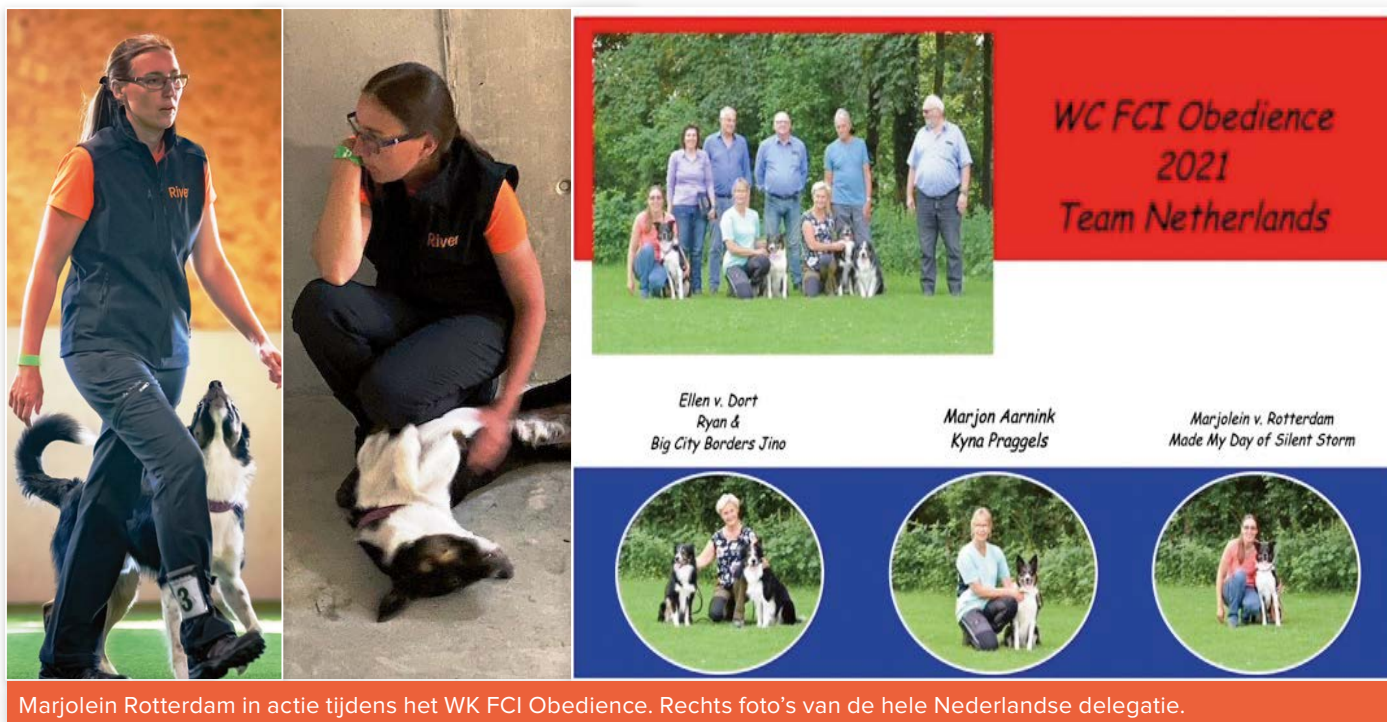 River
River
3
WC FCI Obedience
2021
Team Netherlands
Ellen v. Dort
Ryan &
Big City Borders Jino
Marjon Aarnink
Kyna Praggels
Marjolein v. Rotterdam
Made My Day of Silent Storm
Marjolein Rotterdam in actie tijdens het WK FCI Obedience. Rechts foto's van de hele Nederlandse delegatie.